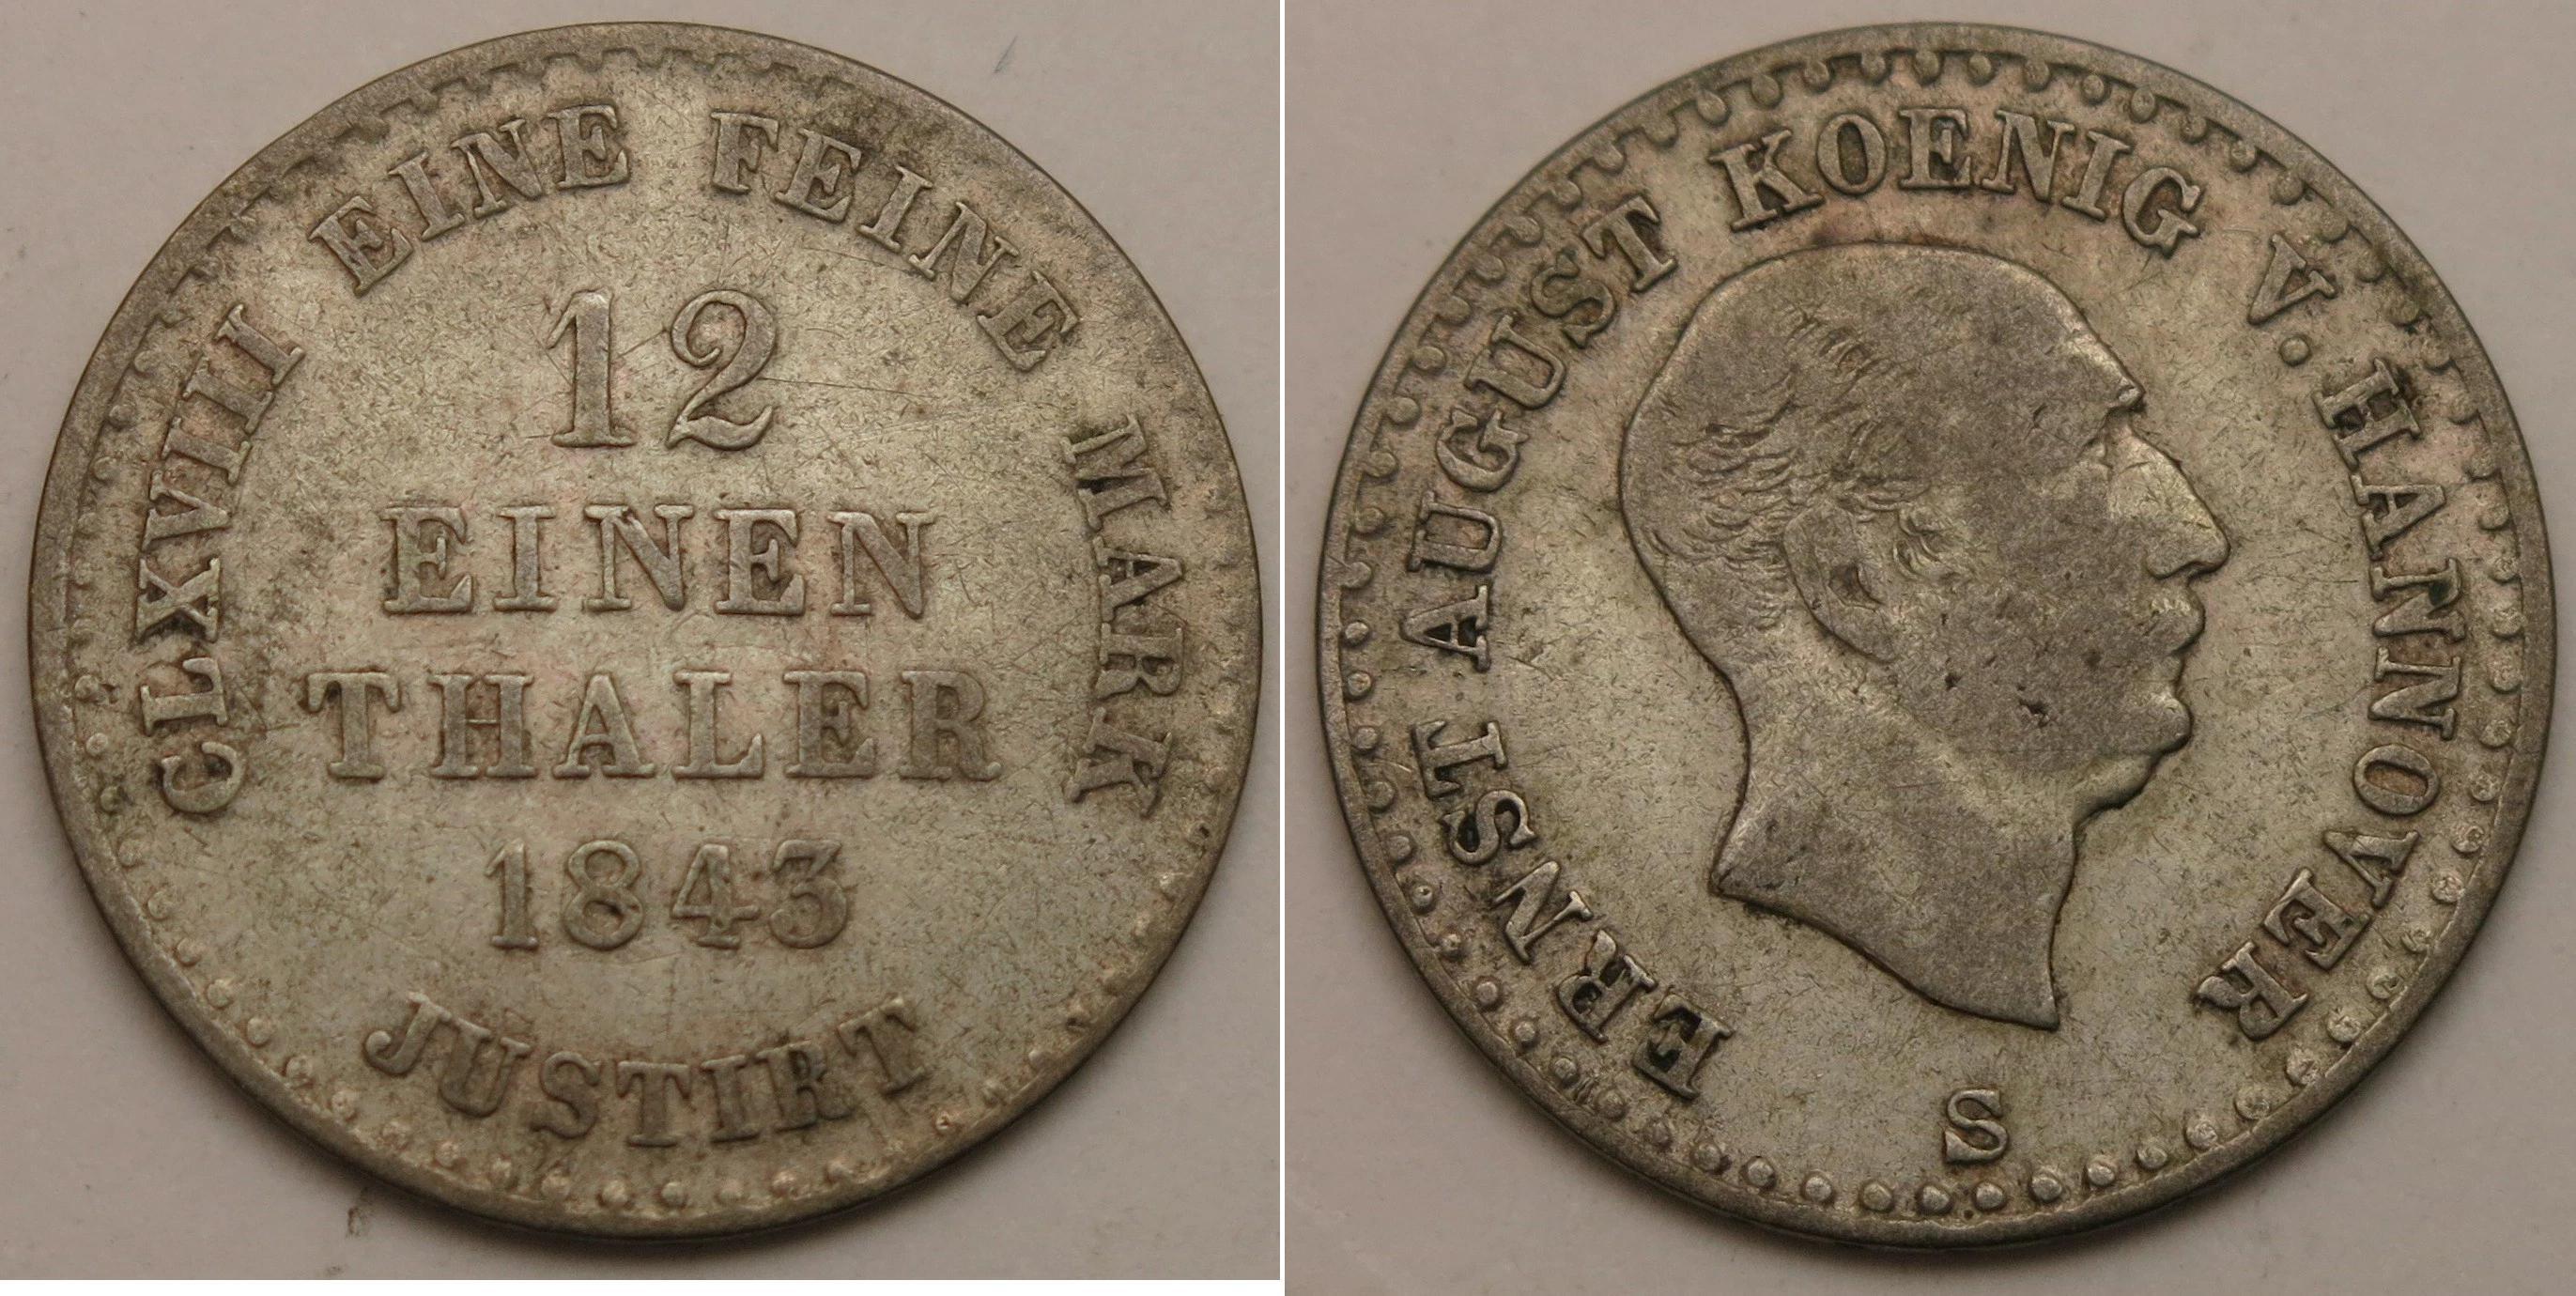 CLXVIII EINE FEINE MARK
12
EINEN
THALER
1843
JUSTIRT
ERNST AUGUST KOENIG V. HANNOVER
S